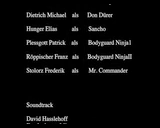 Dietrich Michael als Don Dürer
Hunger Elias als Sancho
Plessgott Patrick als Bodyguard Ninja1
Röppischer Franz als Bodyguard NinjaII
Stolorz Frederik als Mr. Commander
Soundtrack
David Hasslehoff